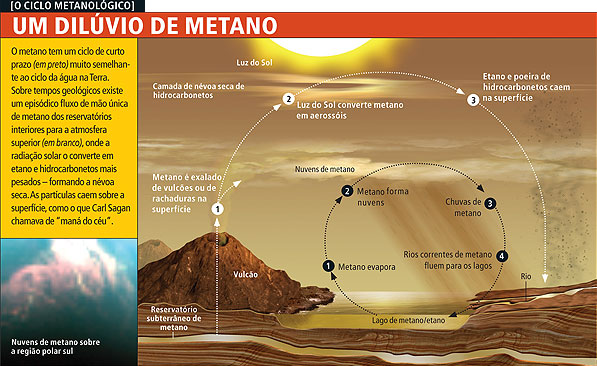 [O CICLO METANOLÓGICO]
UM DILÚVIO DE METANO
O metano tem um ciclo de curto
prazo (em preto) muito semelhan-
te ao ciclo da água na Terra.
Sobre tempos geológicos existe
um episódico fluxo de mão única
de metano dos reservatórios
interiores para a atmosfera
superior (em branco), onde a
radiação solar o converte em
etano e hidrocarbonetos mais
pesados – formando a névoa
seca. As partículas caem sobre a
superfície, como o que Carl Sagan
chamava de “maná do céu”.
Nuvens de metano sobre
a região polar sul
Luz do Sol
Camada de névoa seca de
hidrocarbonetos
2
Luz do Sol converte metano
em aerossóis
3
Etano e poeira de
hidrocarbonetos caem
na superfície
Metano é exalado
de vulcões ou de
rachaduras na
superfície
1
Nuvens de metano
2
Metano forma
nuvens
Chuvas de
metano
3
Rios correntes de metano
fluem para os lagos
4
1
Metano evapora
Vulcão
Rio
Reservatório
subterrâneo de
metano
Lago de metano/etano